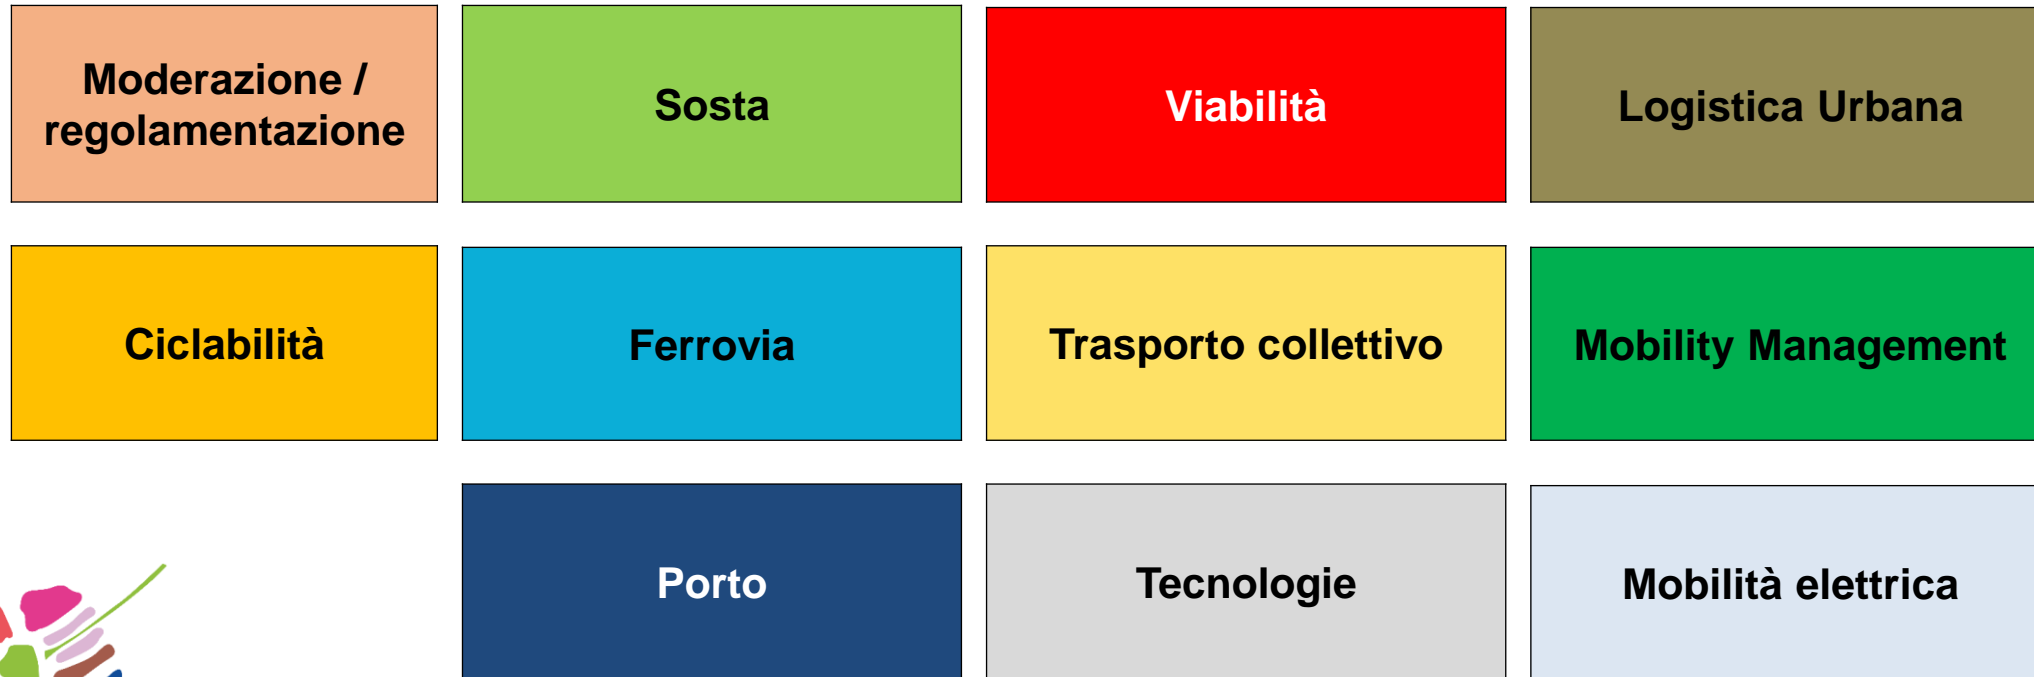 Moderazione /
regolamentazione
Sosta
Viabilità
Logistica Urbana
Ciclabilità
Ferrovia
Trasporto collettivo
Mobility Management
Porto
Tecnologie
Mobilità elettrica